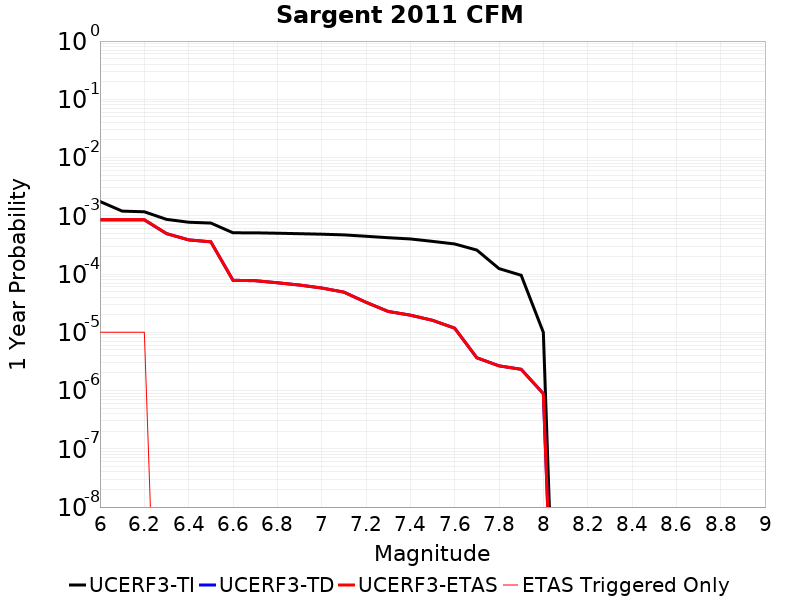 Sargent 2011 CFM
1 Year Probability
10^0
10^-1
10^-2
10^-3
10^-4
10^-5
10^-6
10^-7
10^-8
6 6.2 6.4 6.6 6.8 7 7.2 7.4 7.6 7.8 8 8.2 8.4 8.6 8.8 9
Magnitude
UCERF3-TI UCERF3-TD UCERF3-ETAS ETAS Triggered Only